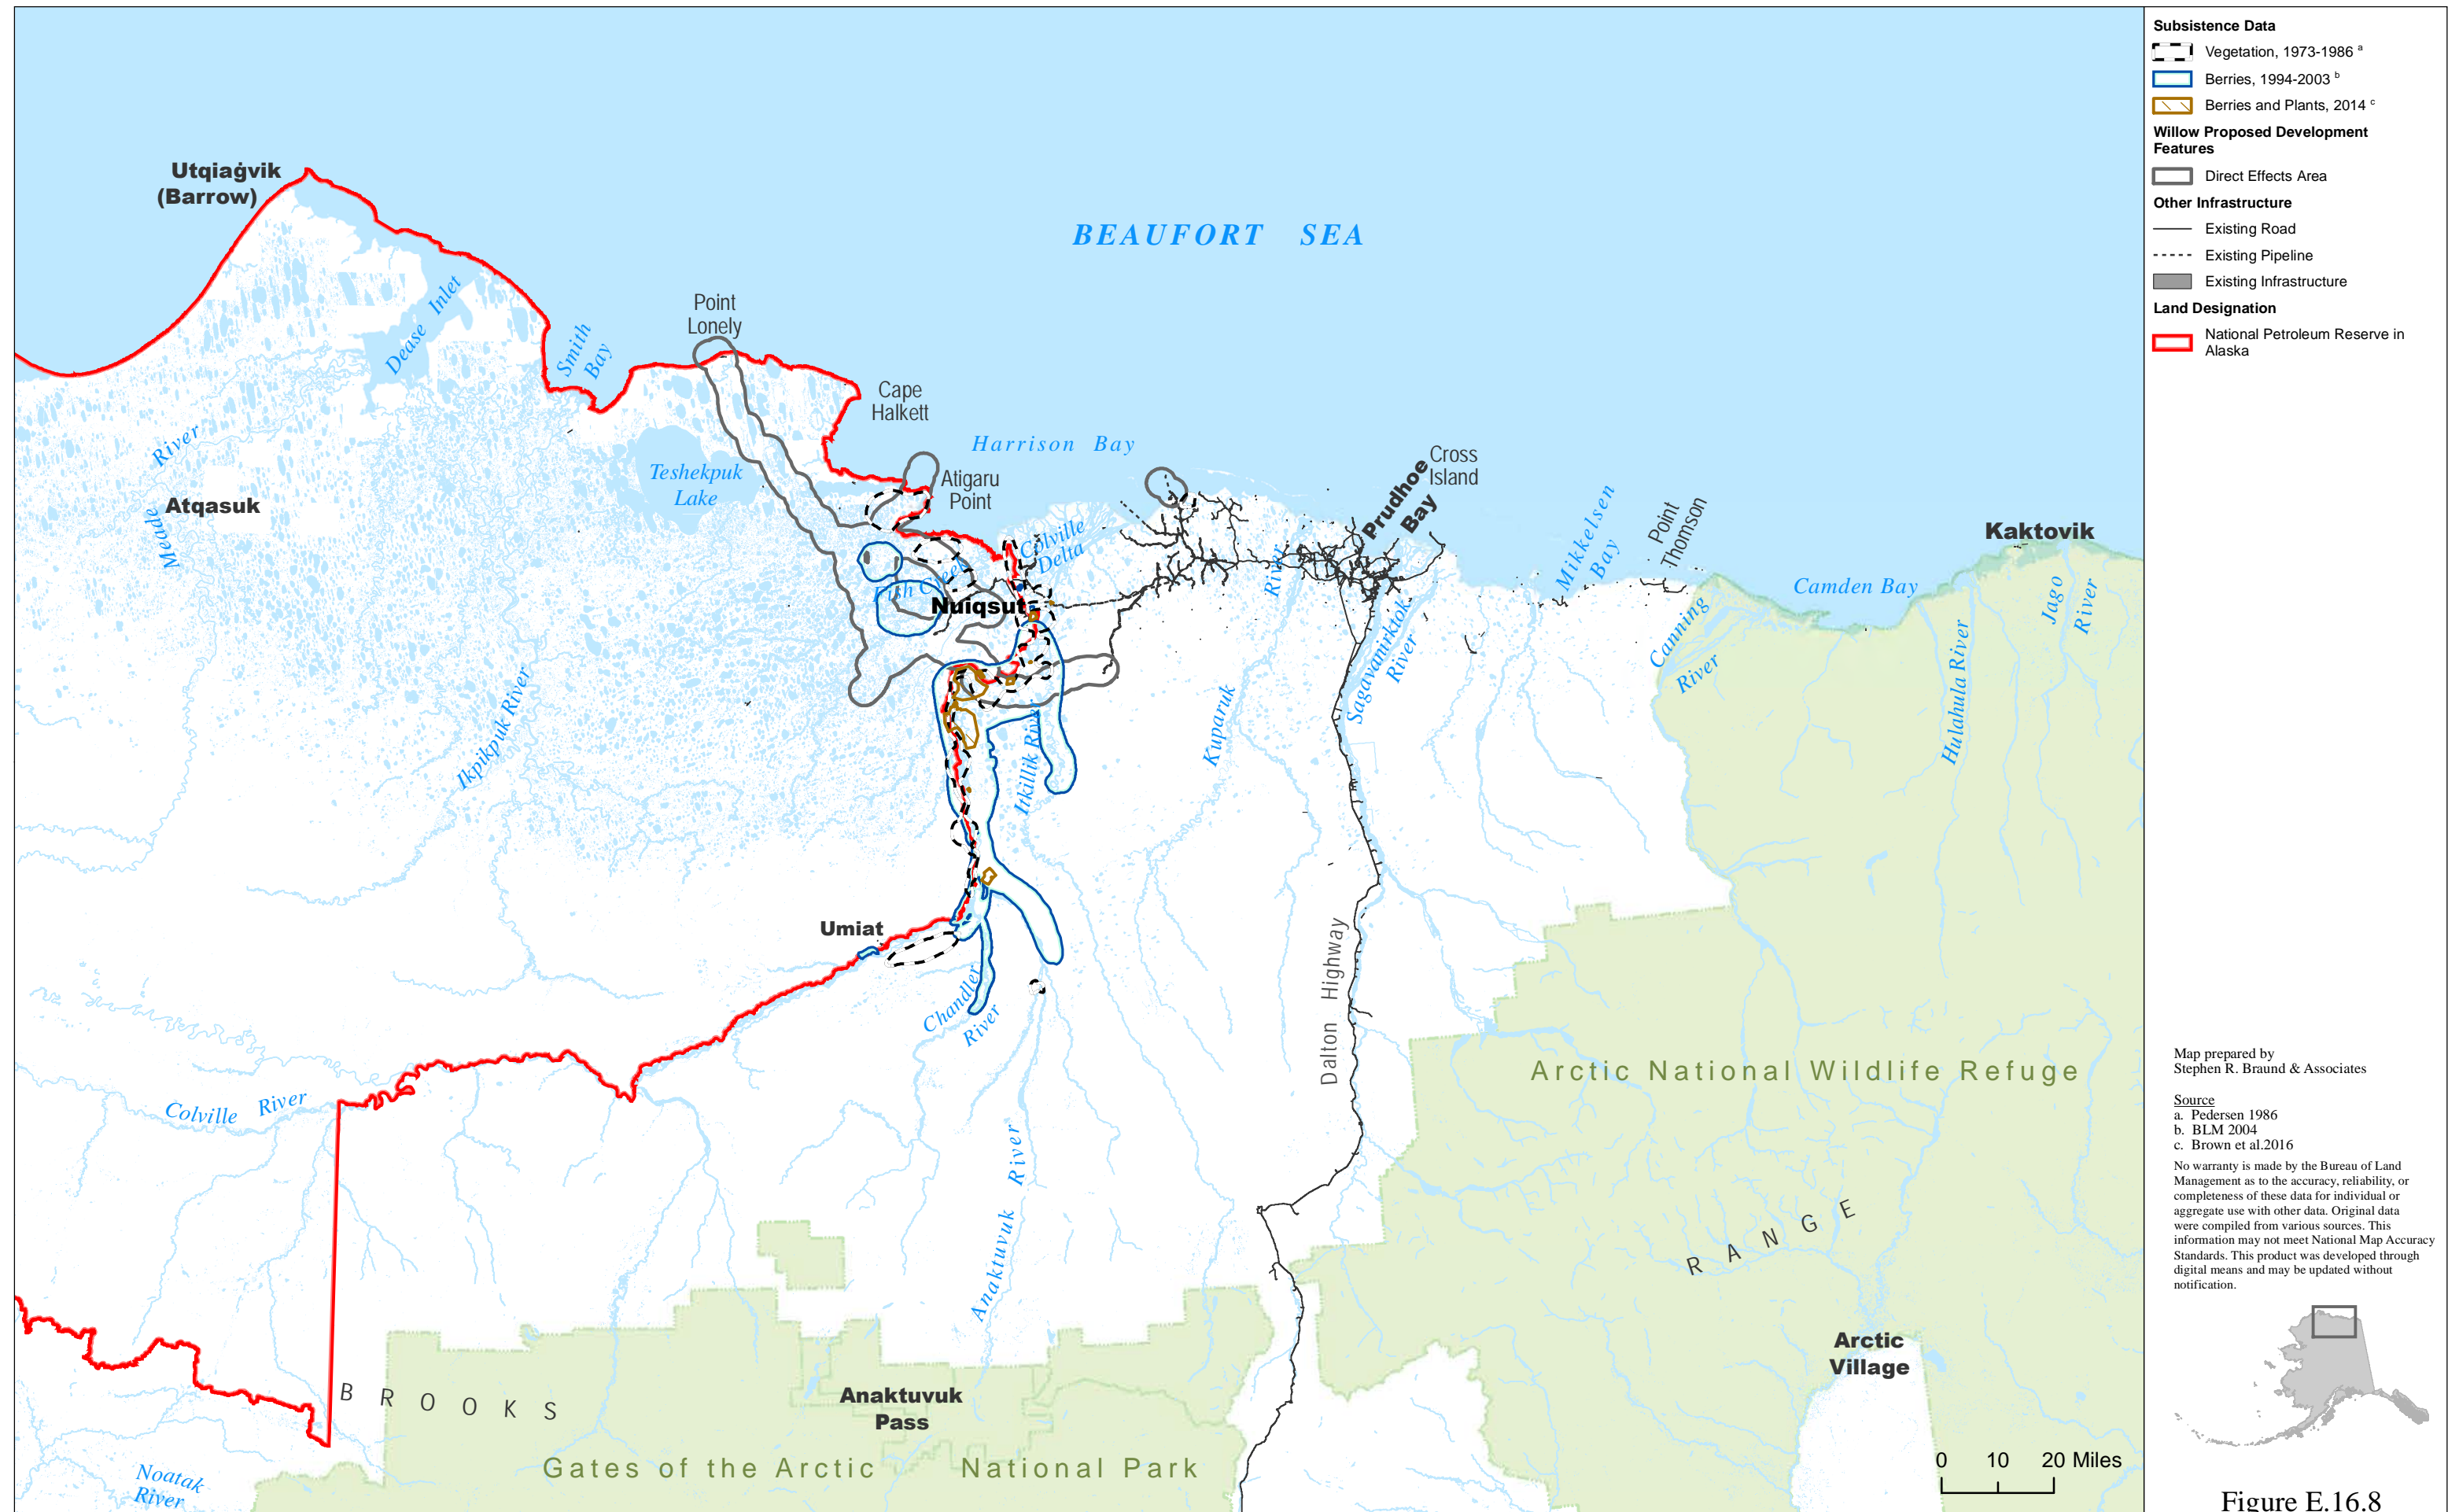 Utqiaġvik
(Barrow)
BEAUFORT SEA
Dease Inlet
Smith
Bay
Point
Lonely
Cape
Halkett
Harrison Bay
Teshekpuk
Lake
Atigaru
Point
Meade
River
Atqasuk
Colville
Delta
Fish Creek
Nuiqsut
Prudhoe
Bay
Cross
Island
Mikkelsen
Bay
Point
Thomson
Kaktovik
Camden Bay
Canning
River
Jago
River
Hulahula River
Sagavanirktok
River
Kuparuk
River
Itkillik River
Ikpikpuk River
Umiat
Chandler
River
Dalton Highway
Colville River
Anaktuvuk River
Arctic National Wildlife Refuge
BROOKS
RANGE
Arctic
Village
Anaktuvuk
Pass
Gates of the Arctic National Park
Noatak
River
0 10 20 Miles
Subsistence Data
Vegetation, 1973-1986 a
Berries, 1994-2003 b
Berries and Plants, 2014 c
Willow Proposed Development
Features
Direct Effects Area
Other Infrastructure
Existing Road
Existing Pipeline
Existing Infrastructure
Land Designation
National Petroleum Reserve in
Alaska
Map prepared by
Stephen R. Braund & Associates
Source
a. Pedersen 1986
b. BLM 2004
c. Brown et al.2016
No warranty is made by the Bureau of Land
Management as to the accuracy, reliability, or
completeness of these data for individual or
aggregate use with other data. Original data
were compiled from various sources. This
information may not meet National Map Accuracy
Standards. This product was developed through
digital means and may be updated without
notification.
Figure E.16.8